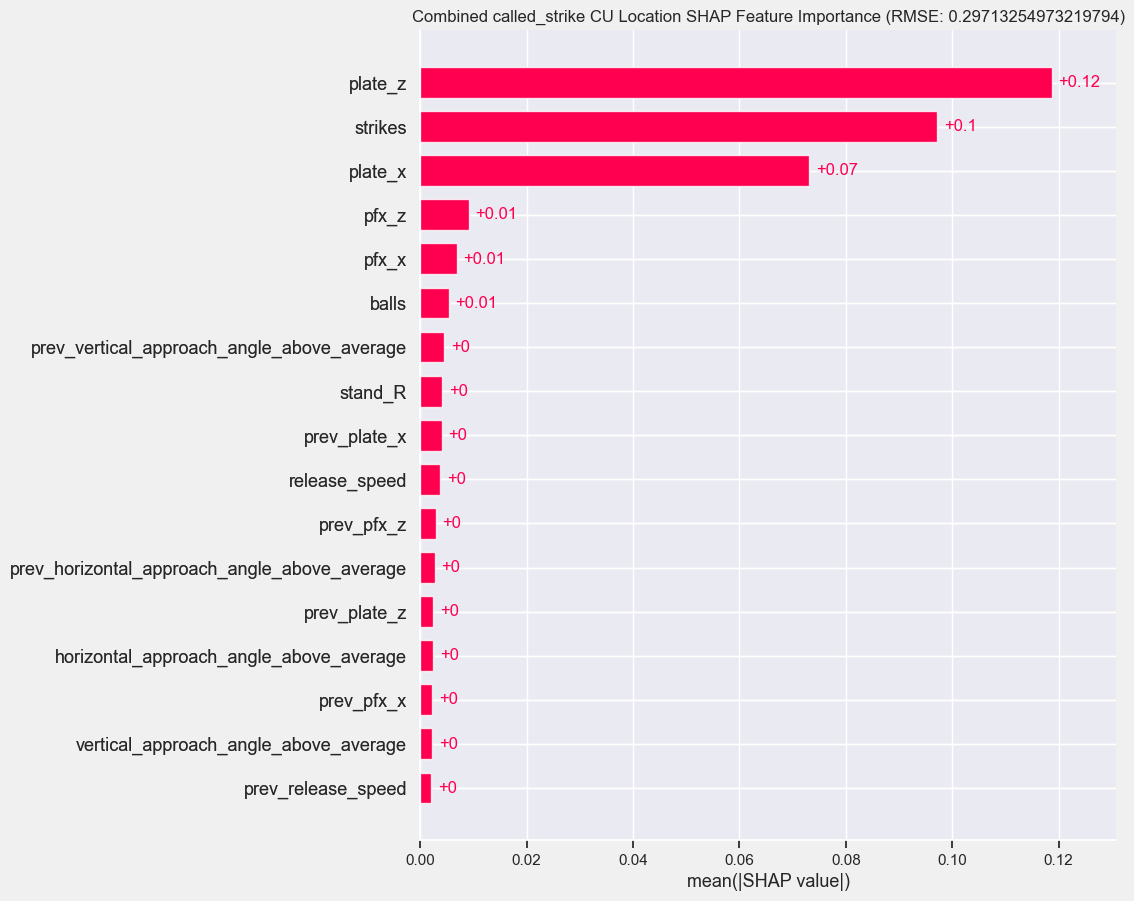 Combined called_strike CU Location SHAP Feature Importance (RMSE: 0.29713254973219794)
plate_z +0.12
strikes +0.1
plate_x +0.07
pfx_z +0.01
pfx_x +0.01
balls +0.01
prev_vertical_approach_angle_above_average +0
stand_R +0
prev_plate_x +0
release_speed +0
prev_pfx_z +0
prev_horizontal_approach_angle_above_average +0
prev_plate_z +0
horizontal_approach_angle_above_average +0
prev_pfx_x +0
vertical_approach_angle_above_average +0
prev_release_speed +0
0.00 0.02 0.04 0.06 0.08 0.10 0.12
mean(|SHAP value|)